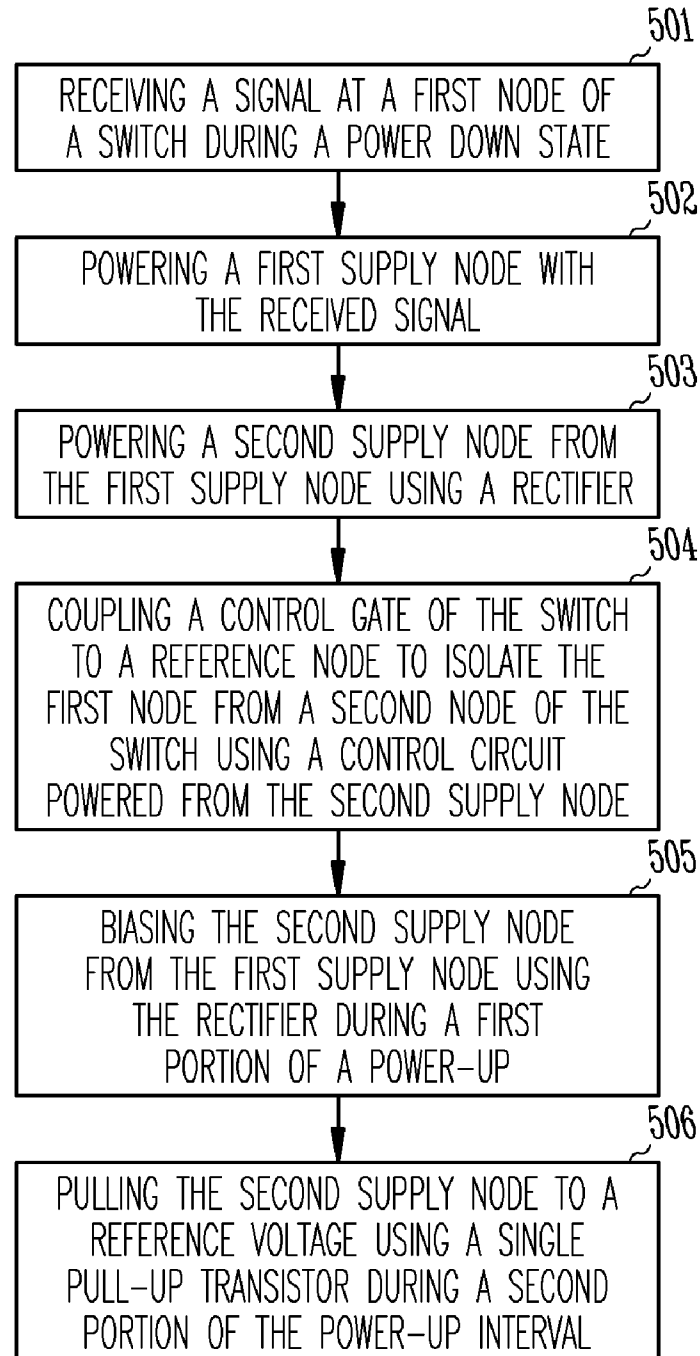 501
RECEIVING A SIGNAL AT A FIRST NODE OF
A SWITCH DURING A POWER DOWN STATE
502
POWERING A FIRST SUPPLY NODE WITH
THE RECEIVED SIGNAL
503
POWERING A SECOND SUPPLY NODE FROM
THE FIRST SUPPLY NODE USING A RECTIFIER
504
COUPLING A CONTROL GATE OF THE SWITCH
TO A REFERENCE NODE TO ISOLATE THE
FIRST NODE FROM A SECOND NODE OF THE
SWITCH USING A CONTROL CIRCUIT
POWERED FROM THE SECOND SUPPLY NODE
505
BIASING THE SECOND SUPPLY NODE
FROM THE FIRST SUPPLY NODE USING
THE RECTIFIER DURING A FIRST
PORTION OF A POWER-UP
506
PULLING THE SECOND SUPPLY NODE TO A
REFERENCE VOLTAGE USING A SINGLE
PULL-UP TRANSISTOR DURING A SECOND
PORTION OF THE POWER-UP INTERVAL